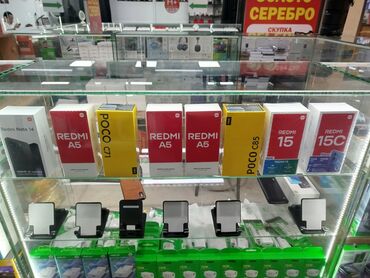 СЕРЕБРО
СКУПКА
Redmi Note 14
REDMI
A5
POCO C71
REDMI
A5
REDMI
A5
POCO C85
REDMI
15
REDMI
15C